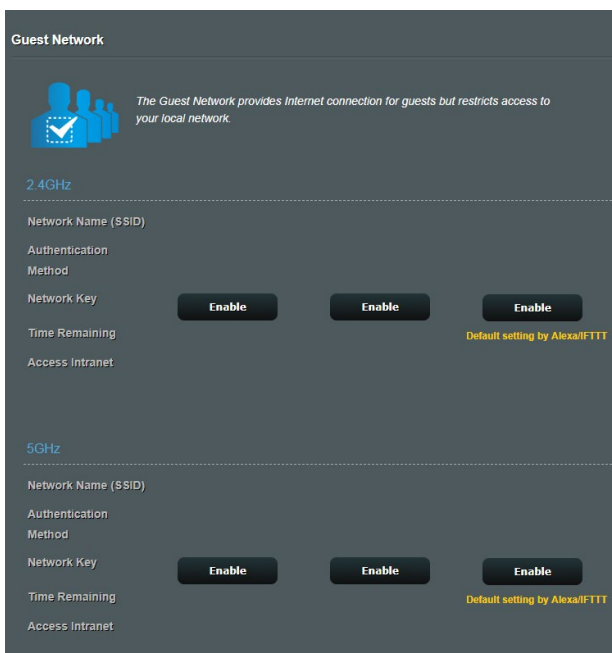 Guest Network
The Guest Network provides Internet connection for guests but restricts access to
your local network.
2.4GHz
Network Name (SSID)
Authentication
Method
Network Key
Enable Enable Enable
Time Remaining
Default setting by Alexa/IFTTT
Access Intranet
5GHz
Network Name (SSID)
Authentication
Method
Network Key
Enable Enable Enable
Time Remaining
Default setting by Alexa/IFTTT
Access Intranet